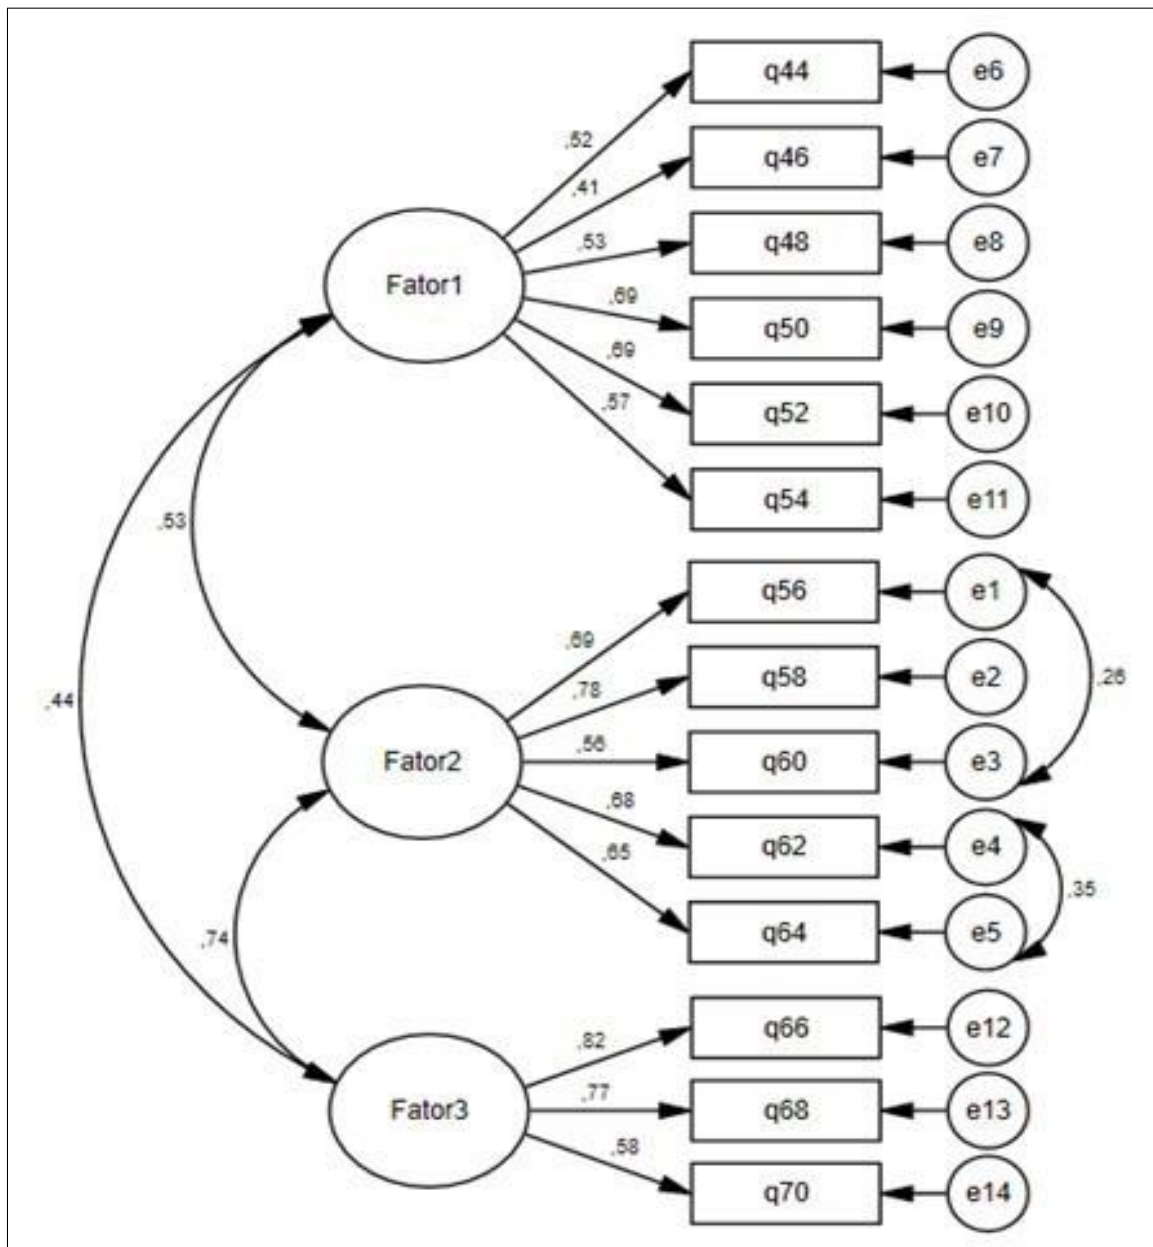 q44
e6
,52
q46
e7
,41
q48
e8
,53
Fator1
q50
e9
,69
q52
e10
,69
q54
e11
,57
,53
q56
e1
,69
q58
e2
,78
,26
,44
Fator2
q60
e3
,56
q62
e4
,68
q64
e5
,65
,35
,74
q66
e12
,82
Fator3
q68
e13
,77
q70
e14
,58